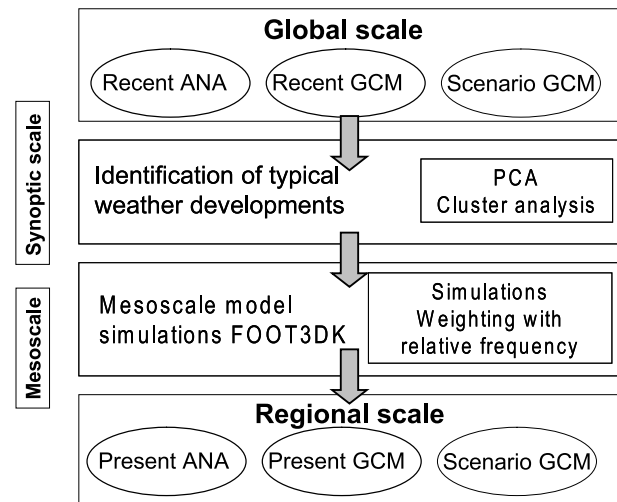 Global scale
Recent ANA
Recent GCM
Scenario GCM
Synoptic scale
Identification of typical
weather developments
PCA
Cluster analysis
Mesoscale
Mesoscale model
simulations FOOT3DK
Simulations
Weighting with
relative frequency
Regional scale
Present ANA
Present GCM
Scenario GCM